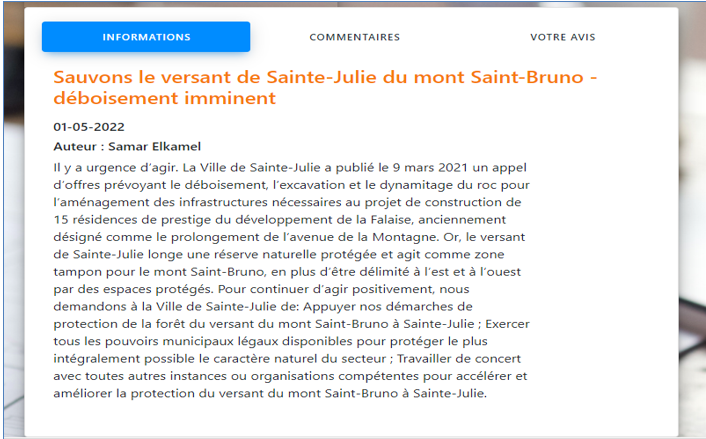 INFORMATIONS
COMMENTAIRES
VOTRE AVIS
Sauvons le versant de Sainte-Julie du mont Saint-Bruno -
déboisement imminent
01-05-2022
Auteur : Samar Elkamel
Il y a urgence d'agir. La Ville de Sainte-Julie a publié le 9 mars 2021 un appel
d'offres prévoyant le déboisement, l'excavation et le dynamitage du roc pour
l'aménagement des infrastructures nécessaires au projet de construction de
15 résidences de prestige du développement de la Falaise, anciennement
désigné comme le prolongement de l'avenue de la Montagne. Or, le versant
de Sainte-Julie longe une réserve naturelle protégée et agit comme zone
tampon pour le mont Saint-Bruno, en plus d'être délimité à l'est et à l'ouest
par des espaces protégés. Pour continuer d'agir positivement, nous
demandons à la Ville de Sainte-Julie de: Appuyer nos démarches de
protection de la forêt du versant du mont Saint-Bruno à Sainte-Julie ; Exercer
tous les pouvoirs municipaux légaux disponibles pour protéger le plus
intégralement possible le caractère naturel du secteur ; Travailler de concert
avec toutes autres instances ou organisations compétentes pour accélérer et
améliorer la protection du versant du mont Saint-Bruno à Sainte-Julie.